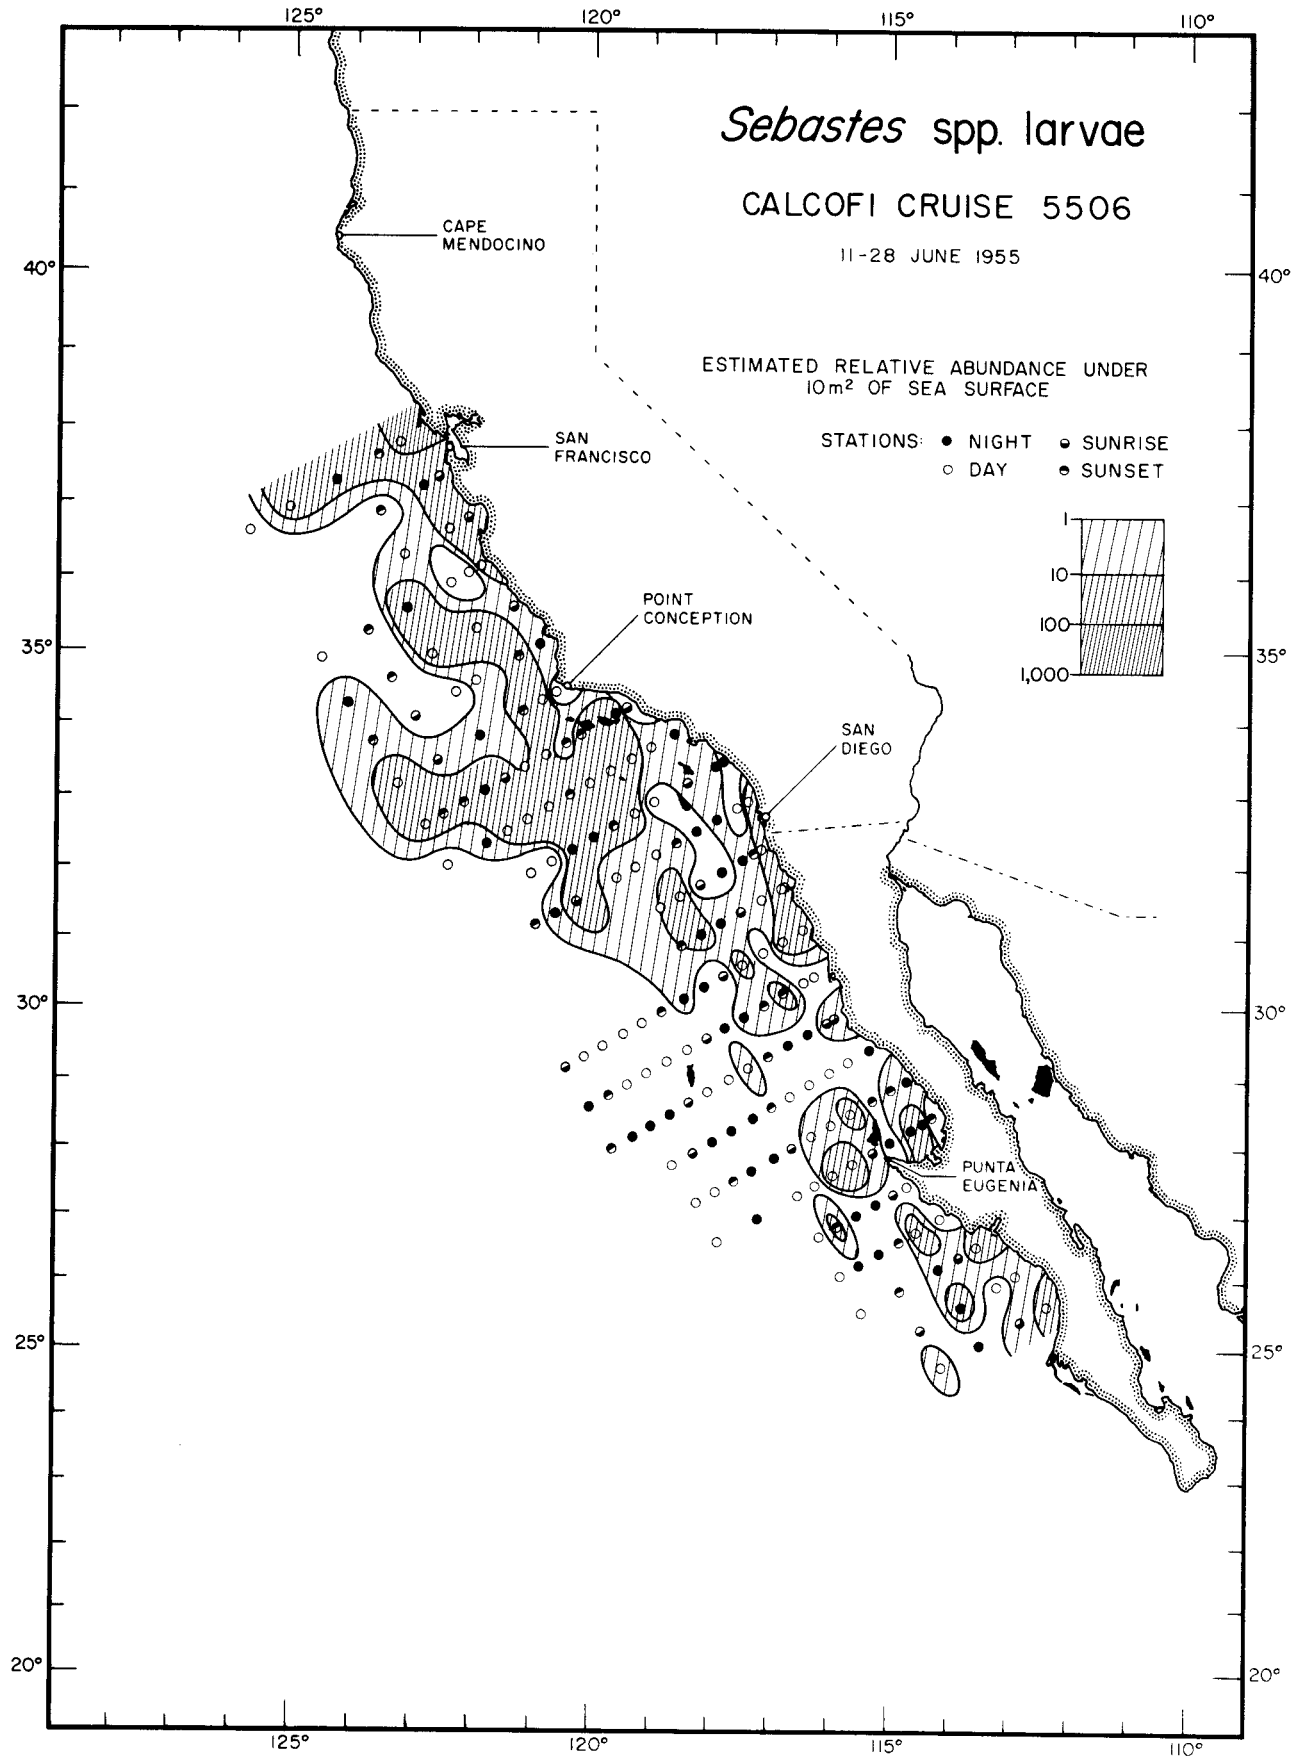 125° 120° 115° 110°
Sebastes spp. larvae
CALCOFI CRUISE 5506
11-28 JUNE 1955
CAPE
MENDOCINO
40° 40°
ESTIMATED RELATIVE ABUNDANCE UNDER
10m² OF SEA SURFACE
STATIONS: ● NIGHT ◒ SUNRISE
○ DAY ◓ SUNSET
SAN
FRANCISCO
1
10
100
1,000
POINT
CONCEPTION
35° 35°
SAN
DIEGO
30° 30°
PUNTA
EUGENIA
25° 25°
20° 20°
125° 120° 115° 110°